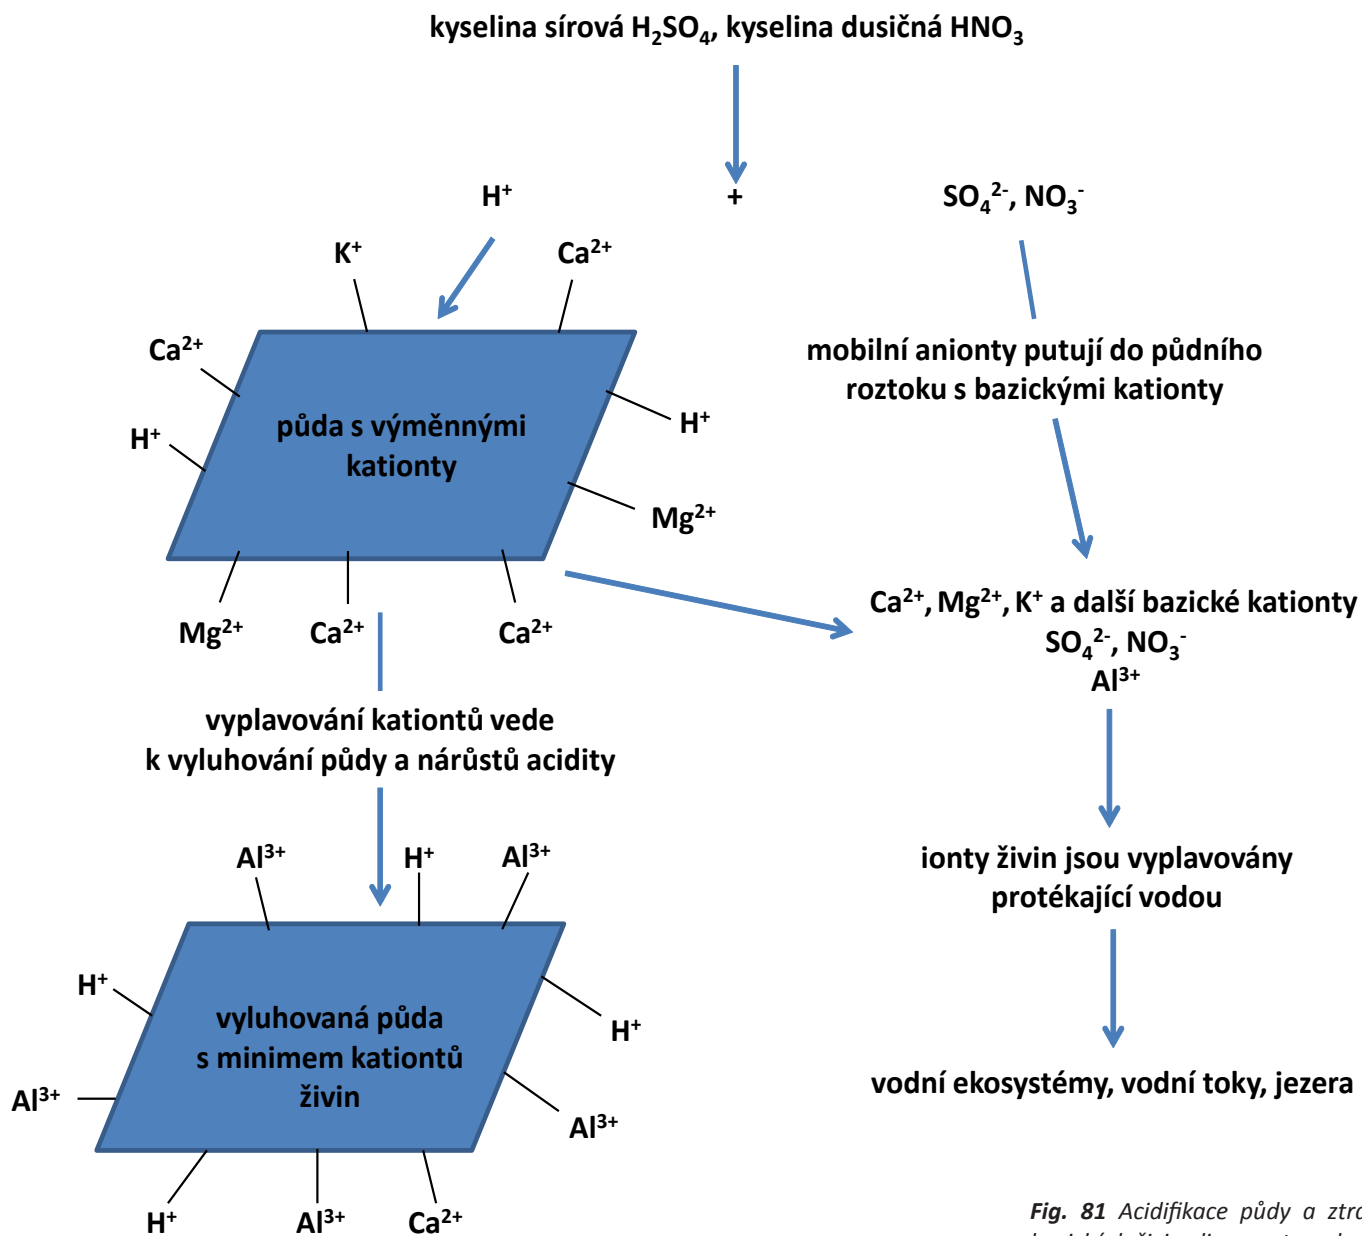 kyselina sírová H₂SO₄, kyselina dusičná HNO₃
H⁺
+
SO₄²⁻, NO₃⁻
K⁺
Ca²⁺
Ca²⁺
H⁺
půda s výměnnými
kationty
H⁺
Mg²⁺
Mg²⁺
Ca²⁺
Ca²⁺
mobilní anionty putují do půdního
roztoku s bazickými kationty
Ca²⁺, Mg²⁺, K⁺ a další bazické kationty
SO₄²⁻, NO₃⁻
Al³⁺
vyplavování kationtů vede
k vyluhování půdy a nárůstů acidity
ionty živin jsou vyplavovány
protékající vodou
Al³⁺
H⁺
Al³⁺
H⁺
vyluhovaná půda
s minimem kationtů
živin
H⁺
Al³⁺
Al³⁺
H⁺
Al³⁺
Ca²⁺
vodní ekosystémy, vodní toky, jezera
Fig. 81 Acidifikace půdy a